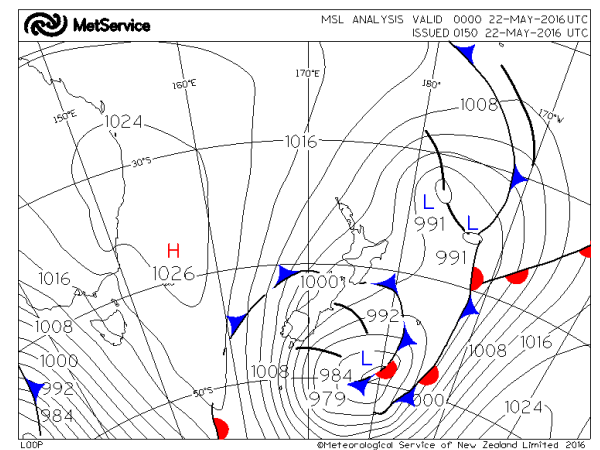 MetService
MSL ANALYSIS VALID 0000 22-MAY-2016 UTC
ISSUED 0150 22-MAY-2016 UTC
170°E
180°
160°E
1008
150°E
1024
170°W
1016
30°S
L
991
L
H
991
1026
1016
10001
992
1008
1016
1008
L
1000
1008
984
992
50°S
979
000
1024
984
LOOP
©Meteorological Service of New Zealand Limited 2016